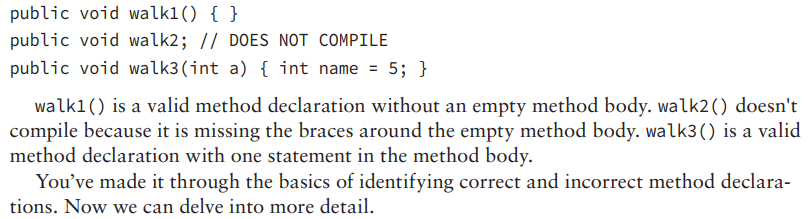 public void walk1() { }
public void walk2; // DOES NOT COMPILE
public void walk3(int a) { int name = 5; }
walk1() is a valid method declaration without an empty method body. walk2() doesn't
compile because it is missing the braces around the empty method body. walk3() is a valid
method declaration with one statement in the method body.
You've made it through the basics of identifying correct and incorrect method declara-
tions. Now we can delve into more detail.